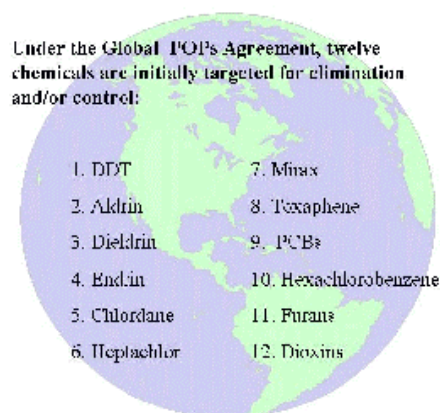 Under the Global POPs Agreement, twelve
chemicals are initially targeted for elimination
and/or control:
1. DDT 7. Mirax
2. Aldrin 8. Toxaphene
3. Dieldrin 9. PCBs
4. Endrin 10. Hexachlorobenzene
5. Chlordane 11. Furans
6. Heptachlor 12. Dioxins